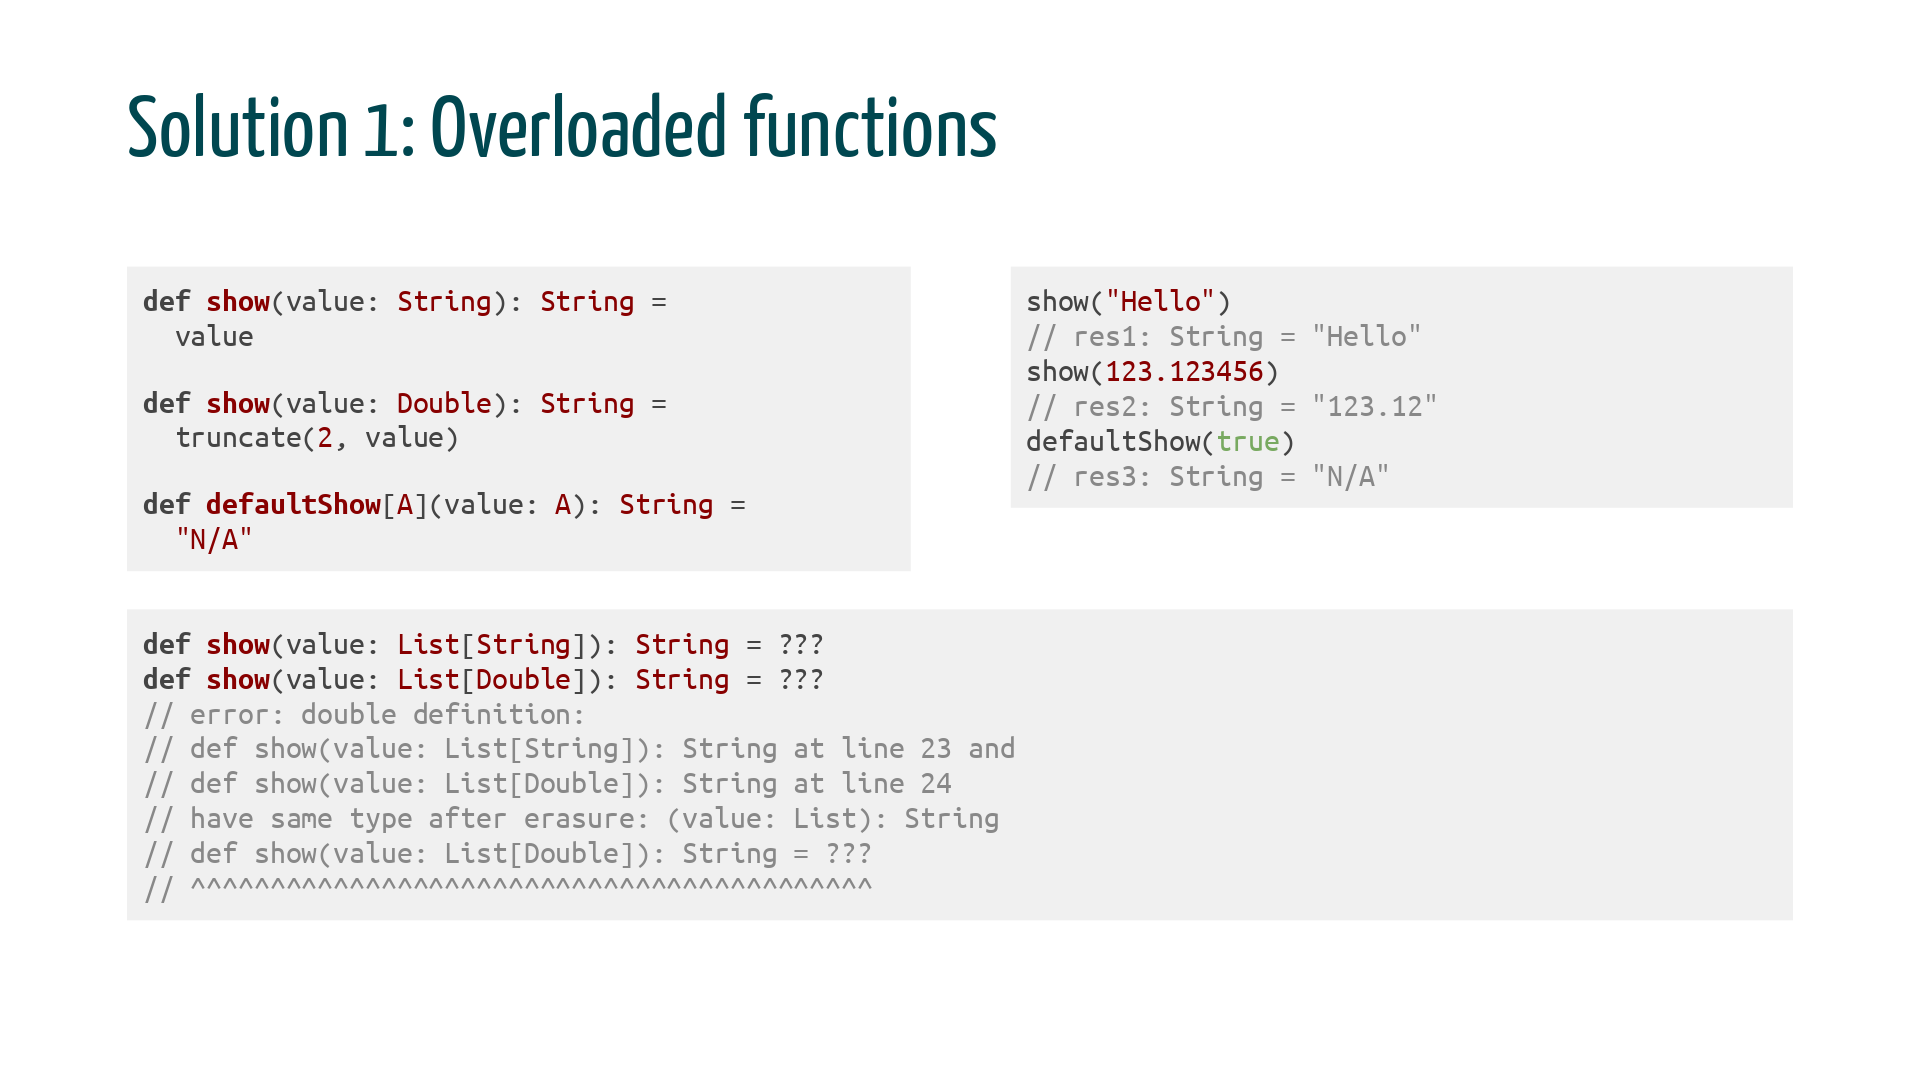 Solution 1: Overloaded functions
def show(value: String): String =
  value
def show(value: Double): String =
  truncate(2, value)
def defaultShow[A](value: A): String =
  "N/A"
show("Hello")
// res1: String = "Hello"
show(123.123456)
// res2: String = "123.12"
defaultShow(true)
// res3: String = "N/A"
def show(value: List[String]): String = ???
def show(value: List[Double]): String = ???
// error: double definition:
// def show(value: List[String]): String at line 23 and
// def show(value: List[Double]): String at line 24
// have same type after erasure: (value: List): String
// def show(value: List[Double]): String = ???
// ^^^^^^^^^^^^^^^^^^^^^^^^^^^^^^^^^^^^^^^^^^^